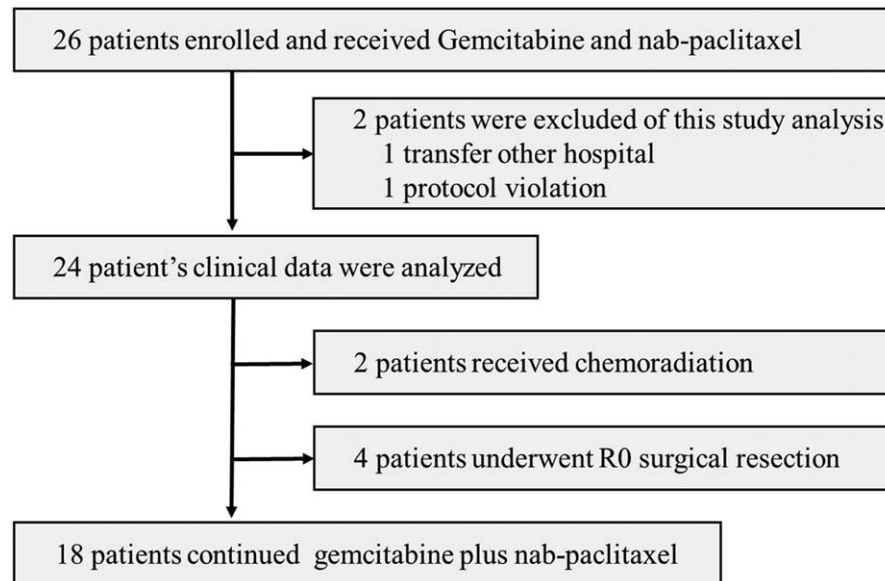 26 patients enrolled and received Gemcitabine and nab-paclitaxel
2 patients were excluded of this study analysis
1 transfer other hospital
1 protocol violation
24 patient's clinical data were analyzed
2 patients received chemoradiation
4 patients underwent R0 surgical resection
18 patients continued gemcitabine plus nab-paclitaxel